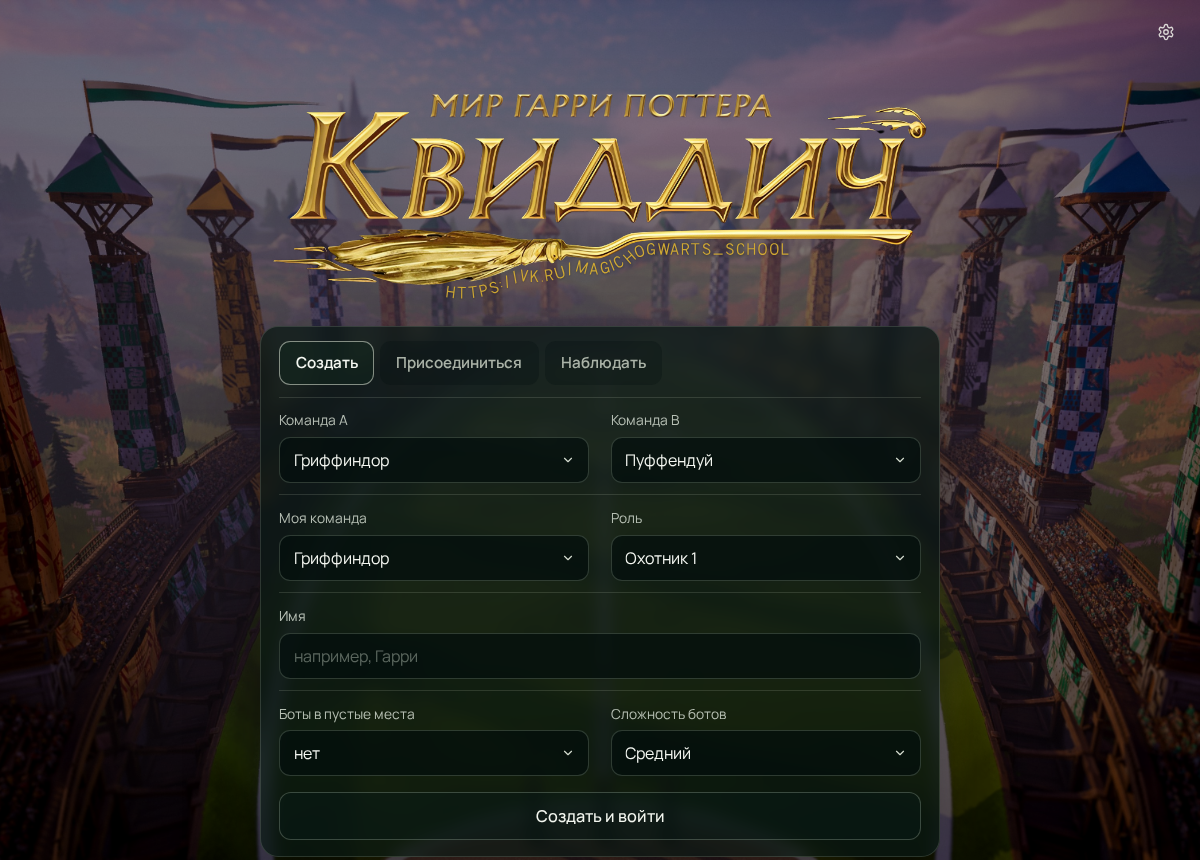 МИР ГАРРИ ПОТТЕРА
КВИДДИЧ
HTTPS://VK.RU/MAGICHOGWARTS_SCHOOL
Создать Присоединиться Наблюдать
Команда A Команда B
Гриффиндор Пуффендуй
Моя команда Роль
Гриффиндор Охотник 1
Имя
например, Гарри
Боты в пустые места Сложность ботов
нет Средний
Создать и войти